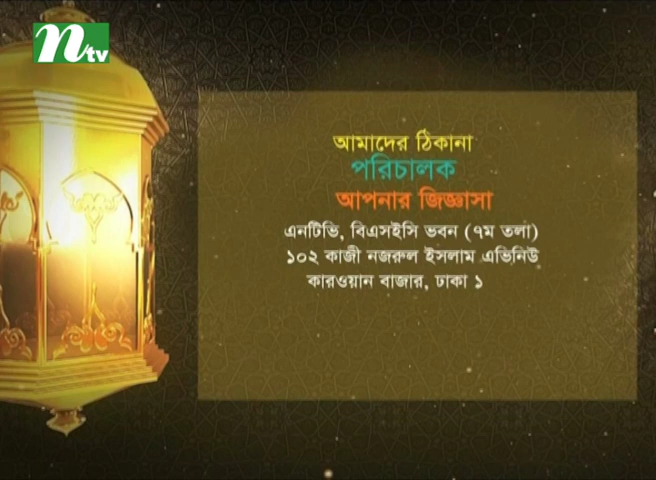 ntv
আমাদের ঠিকানা
পরিচালক
আপনার জিজ্ঞাসা
এনটিভি, বিএসইসি ভবন (৭ম তলা)
১০২ কাজী নজরুল ইসলাম এভিনিউ
কারওয়ান বাজার, ঢাকা ১